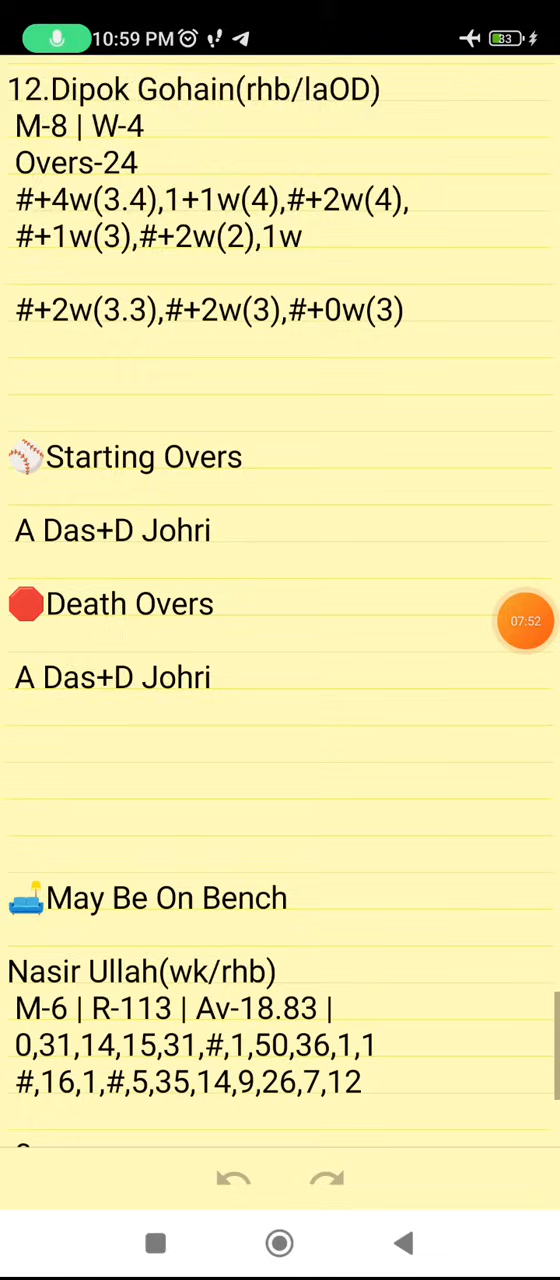 10:59 PM
33
12.Dipok Gohain(rhb/laOD)
M-8 | W-4
Overs-24
#+4w(3.4),1+1w(4),#+2w(4),
#+1w(3),#+2w(2),1w
#+2w(3.3),#+2w(3),#+0w(3)
Starting Overs
A Das+D Johri
Death Overs
07:52
A Das+D Johri
May Be On Bench
Nasir Ullah(wk/rhb)
M-6 | R-113 | Av-18.83 |
0,31,14,15,31,#,1,50,36,1,1
#,16,1,#,5,35,14,9,26,7,12